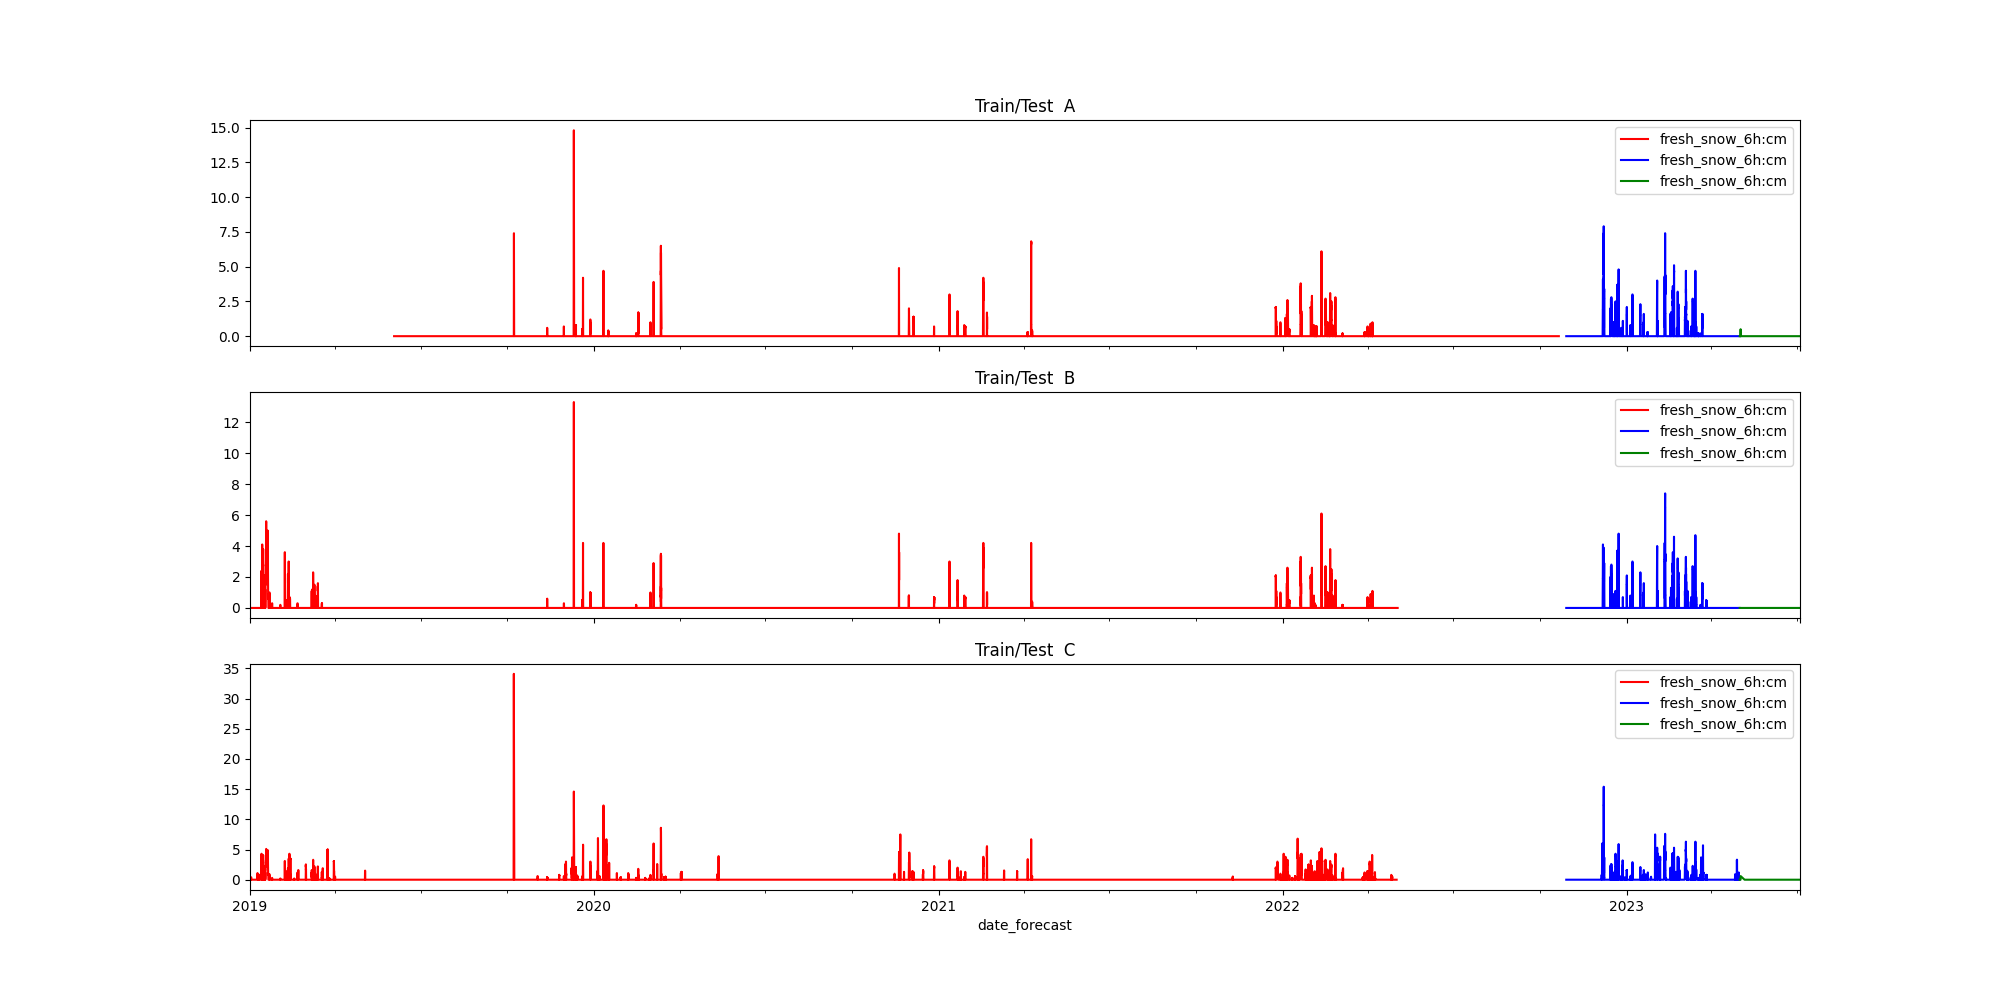 Train/Test A
15.0
12.5
10.0
7.5
5.0
2.5
0.0
fresh_snow_6h:cm
fresh_snow_6h:cm
fresh_snow_6h:cm
Train/Test B
12
10
8
6
4
2
0
fresh_snow_6h:cm
fresh_snow_6h:cm
fresh_snow_6h:cm
Train/Test C
35
30
25
20
15
10
5
0
fresh_snow_6h:cm
fresh_snow_6h:cm
fresh_snow_6h:cm
2019 2020 2021 2022 2023
date_forecast